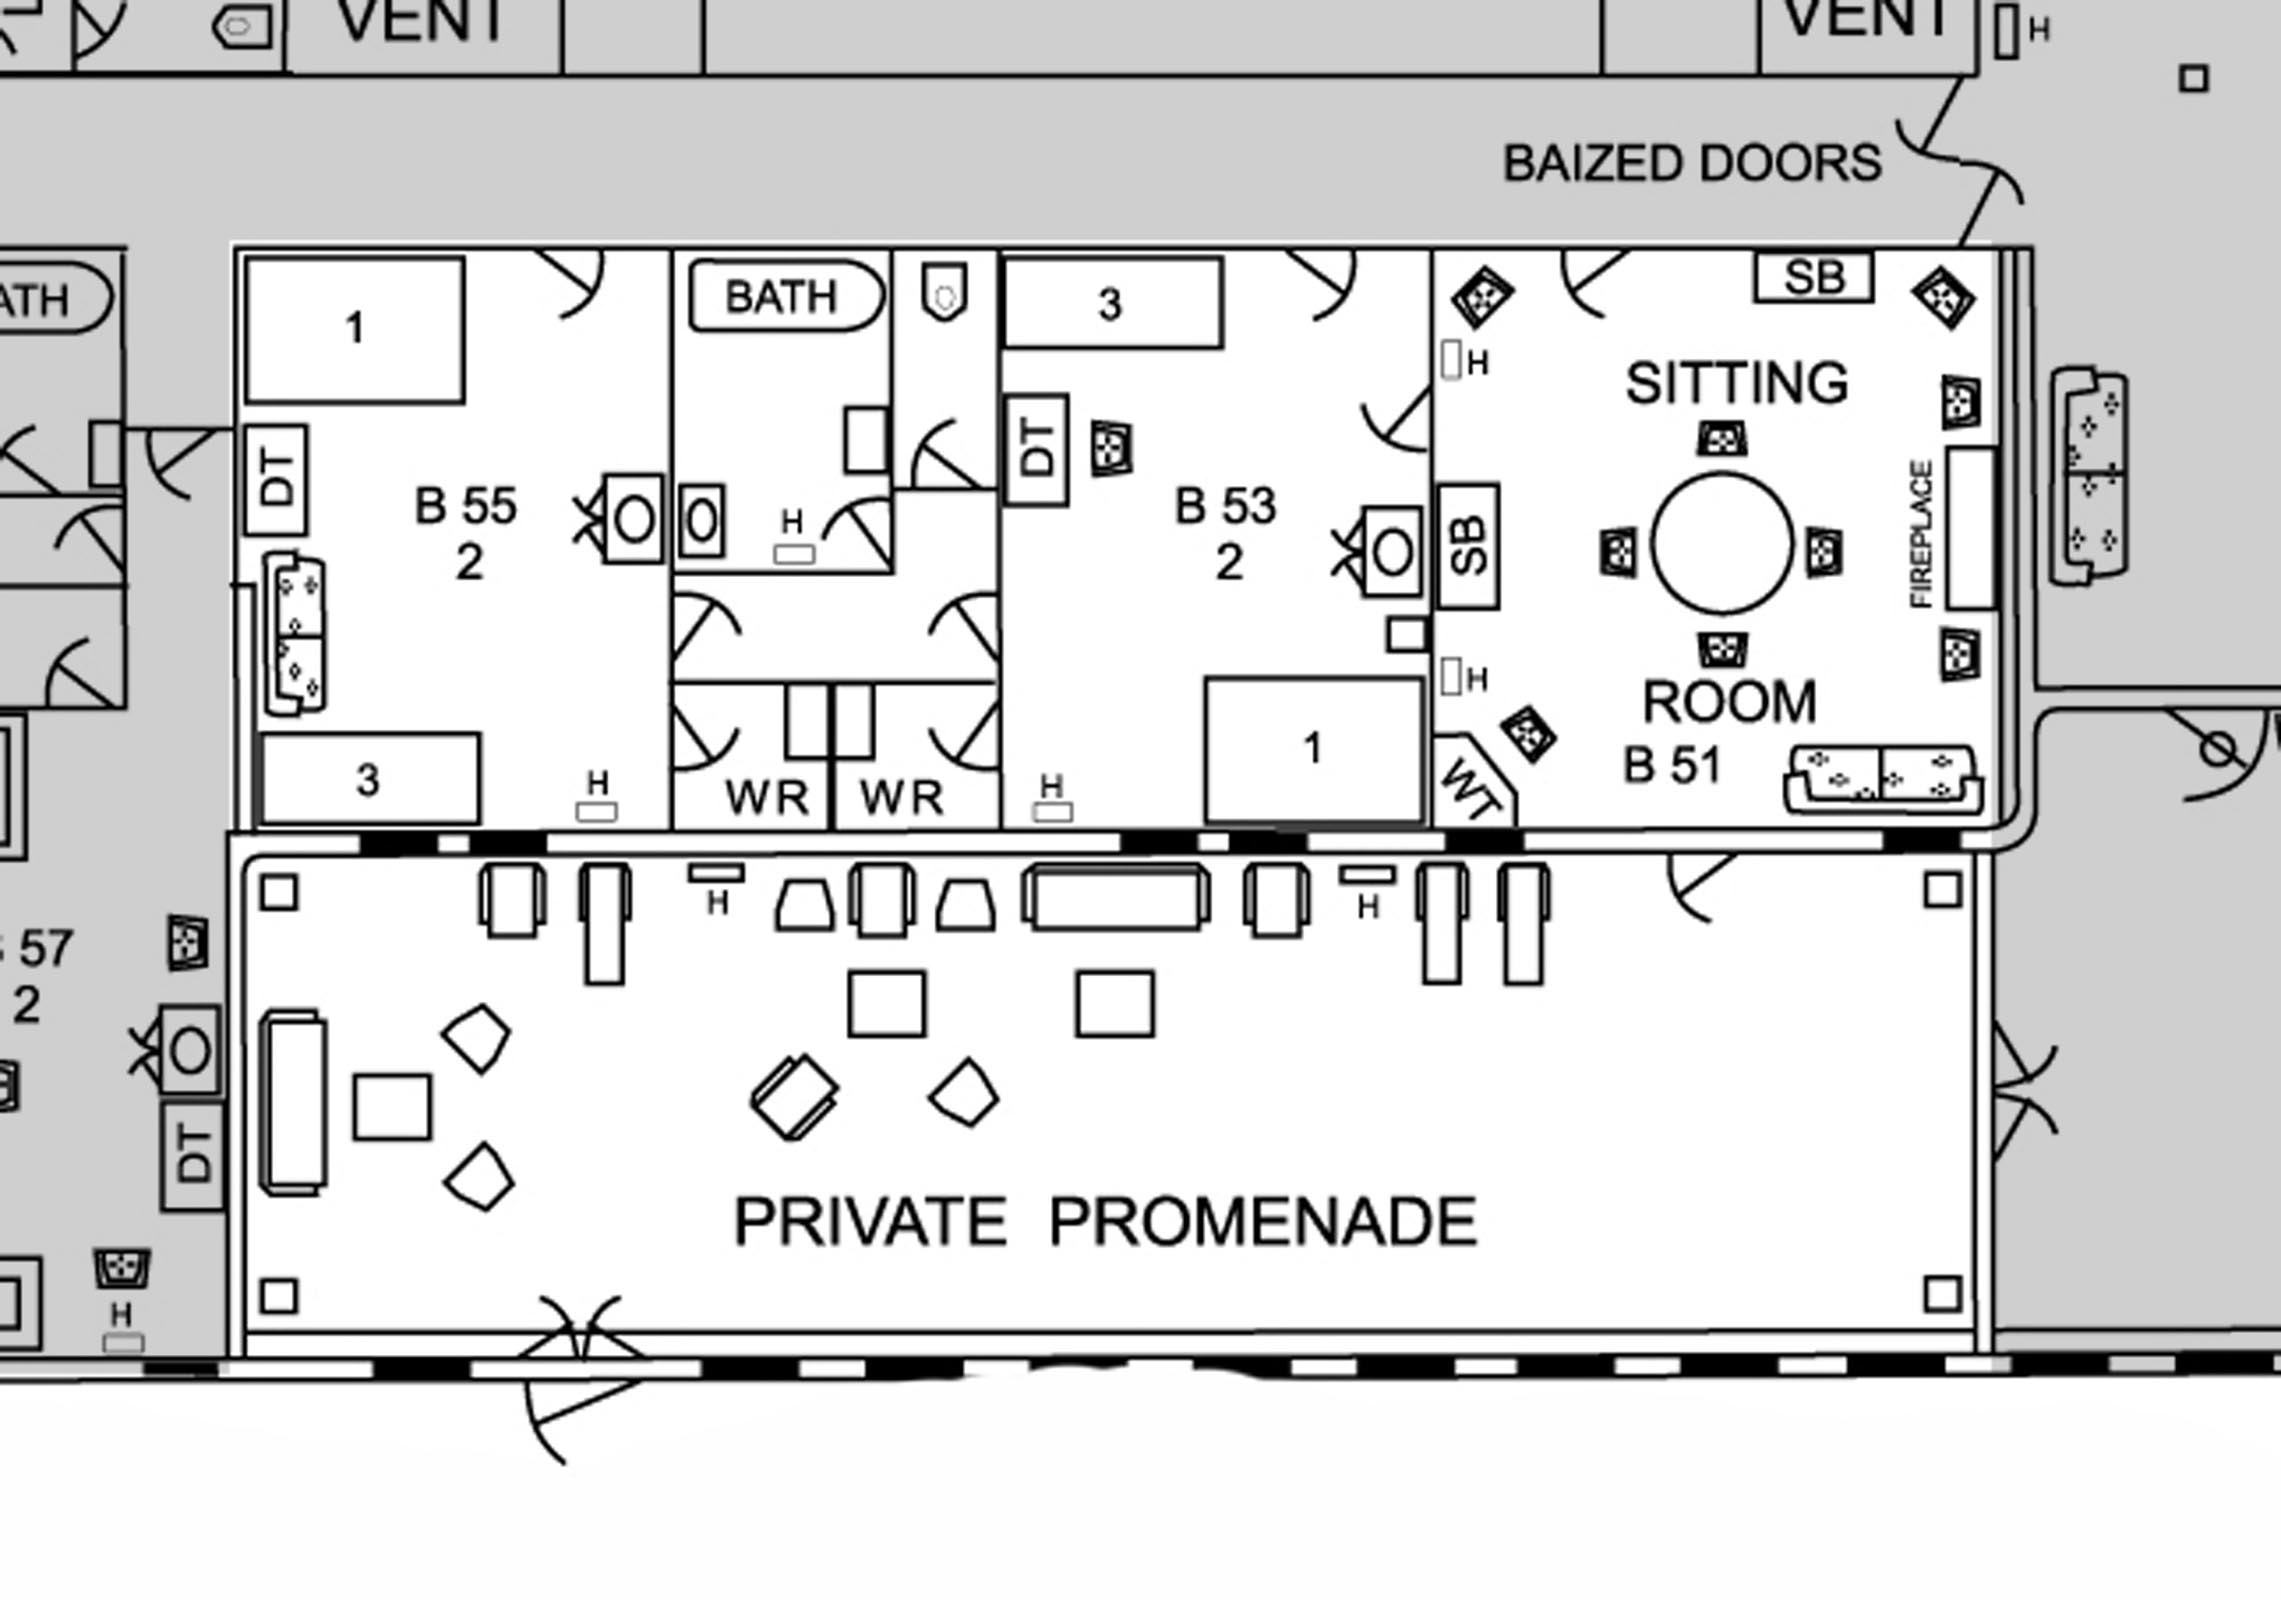 VENT
VENT
H
BAIZED DOORS
ATH
1
BATH
3
SB
H
SITTING
DT
DT
B 55
2
H
B 53
2
SB
FIREPLACE
H
ROOM
B 51
3
H
WR
WR
H
1
WT
H
H
57
2
DT
PRIVATE PROMENADE
H